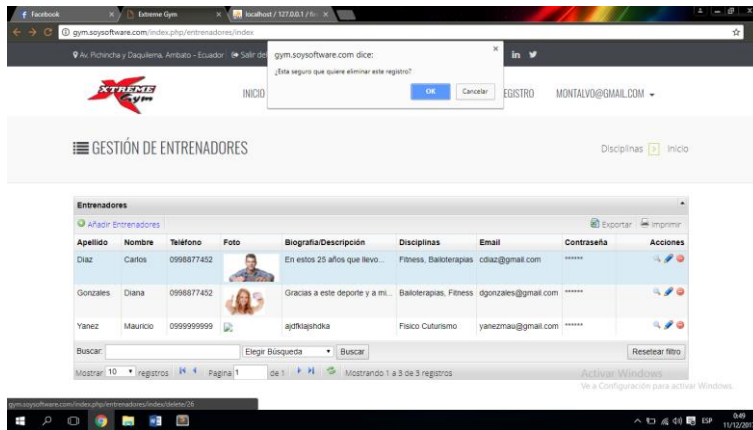 Facebook
Extreme Gym
localhost / 127.0.0.1 /
gym.soysoftware.com/index.php/entrenadores/index
Av. Pichincha y Daquilema, Ambato - Ecuador
Salir del
gym.soysoftware.com dice:
¿Esta seguro que quiere eliminar este registro?
OK
Cancelar
XTREME
Gym
INICIO
EGISTRO
MONTALVO@GMAIL.COM
GESTIÓN DE ENTRENADORES
Disciplinas > Inicio
Entrenadores
Añadir Entrenadores
Exportar Imprimir
Apellido Nombre Teléfono Foto Biografia/Descripción Disciplinas Email Contraseña Acciones
Diaz Carlos 0998877452 En estos 25 años que llevo... Fitness, Bailoterapias cdiaz@gmail.com ******
Gonzales Diana 0998877452 Gracias a este deporte y a mi... Bailoterapias, Fitness dgonzales@gmail.com ******
Yanez Mauricio 0999999999 ajdfklajshdka Fisico Cuturismo yanezmau@gmail.com ******
Buscar: Elegir Búsqueda Buscar Resetear filtro
Mostrar 10 registros Pagina 1 de 1 Mostrando 1 a 3 de 3 registros
Activar Windows
Ve a Configuración para activar Windows.
gym.soysoftware.com/index.php/entrenadores/index/delete/26
ESP
0:49
11/12/201